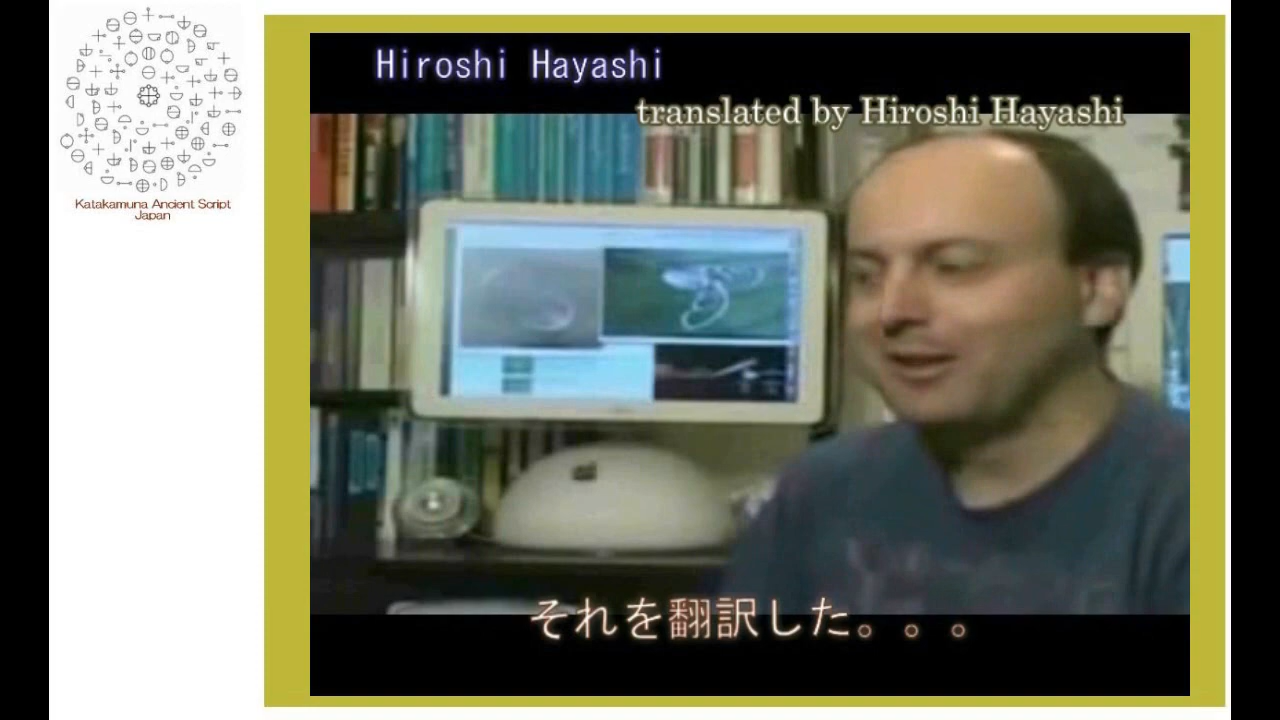 Katakamuna Ancient Script
Japan
Hiroshi Hayashi
translated by Hiroshi Hayashi
それを翻訳した。。。